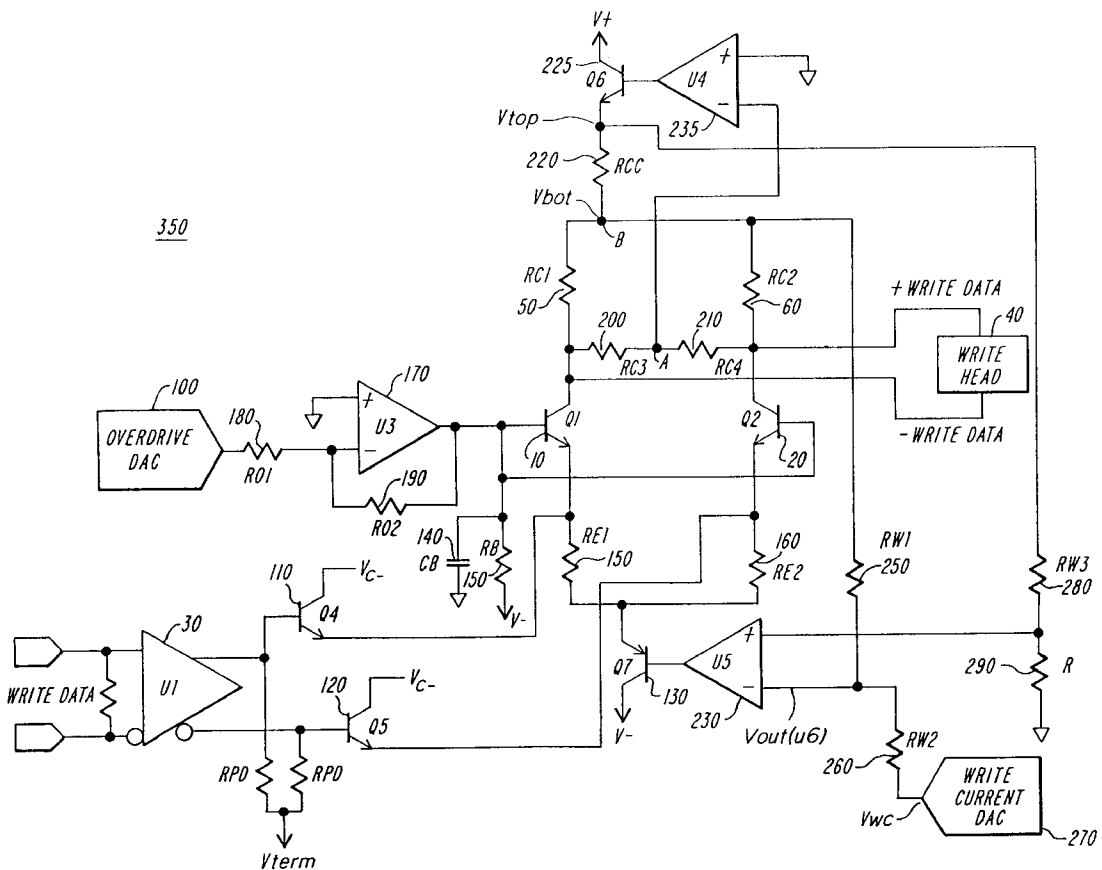 V+
225
Q6
U4
+
-
235
Vtop
220
RCC
Vbot
B
350
RC1
50
RC2
60
+ WRITE DATA
40
WRITE
HEAD
- WRITE DATA
200
210
RC3
A
RC4
100
OVERDRIVE
DAC
180
RO1
170
+
U3
-
190
RO2
Q1
10
Q2
20
140
CB
RB
150
V-
RE1
150
160
RE2
RW1
250
RW3
280
110
VC-
Q4
30
U1
WRITE DATA
120
VC-
Q5
Q7
130
V-
+
U5
-
230
290
R
Vout(u6)
RW2
260
WRITE
CURRENT
DAC
Vwc
270
RPD
RPD
Vterm